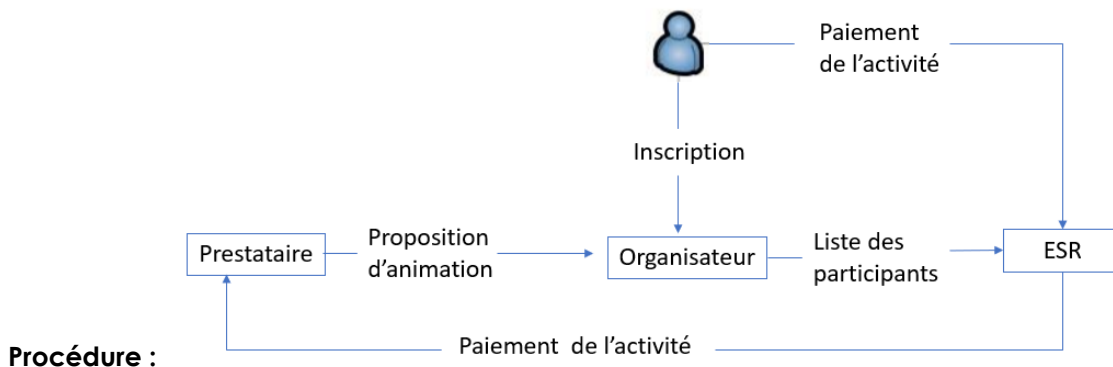 Paiement
de l'activité
Inscription
Prestataire
Proposition
d'animation
Organisateur
Liste des
participants
ESR
Procédure :
Paiement de l'activité